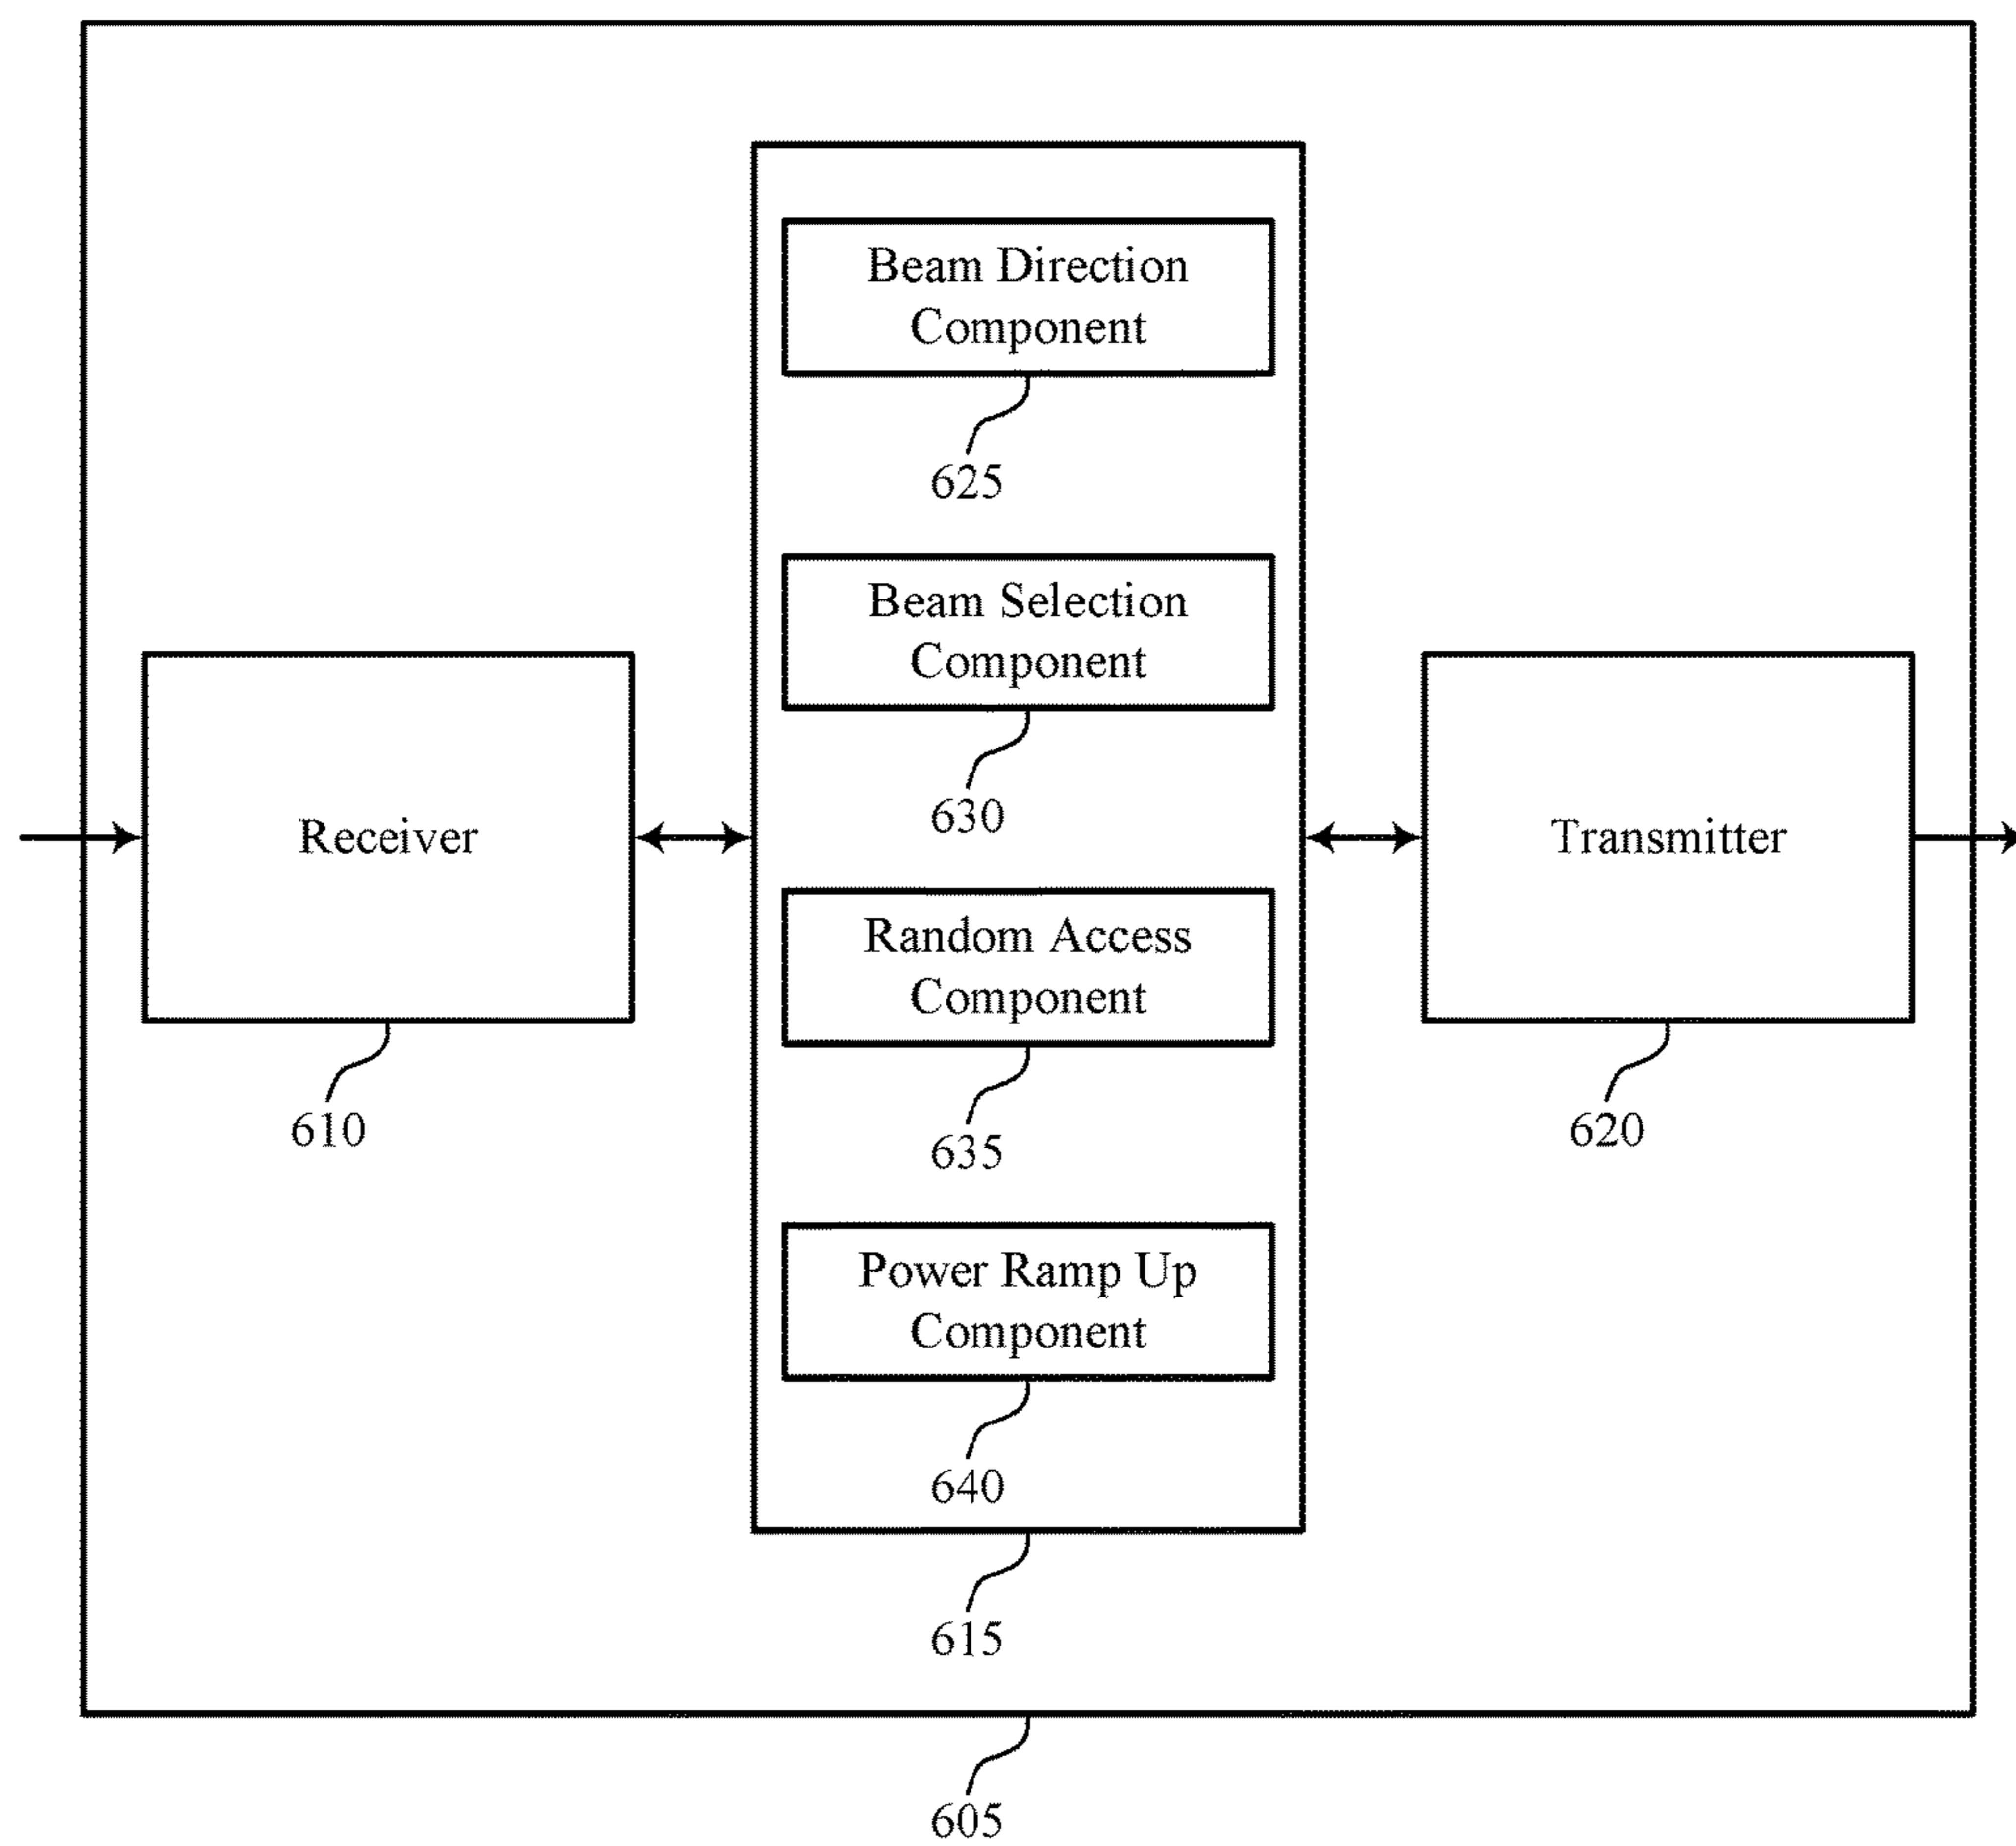 Beam Direction
Component
625
Beam Selection
Component
630
Receiver
610
Random Access
Component
635
Transmitter
620
Power Ramp Up
Component
640
615
605